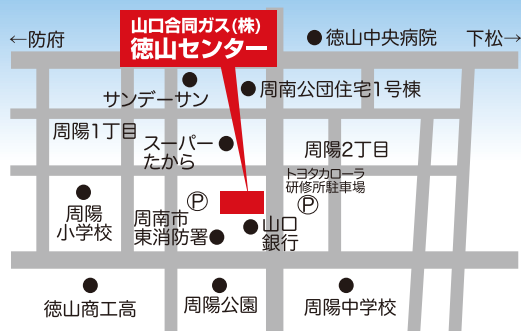 山口合同ガス(株)
徳山センター
←防府
徳山中央病院
下松→
サンデーサン
周南公団住宅1号棟
周陽1丁目
スーパー
たから
周陽2丁目
トヨタカローラ
研修所駐車場
P
P
周陽
小学校
周南市
東消防署
山口
銀行
徳山商工高
周陽公園
周陽中学校